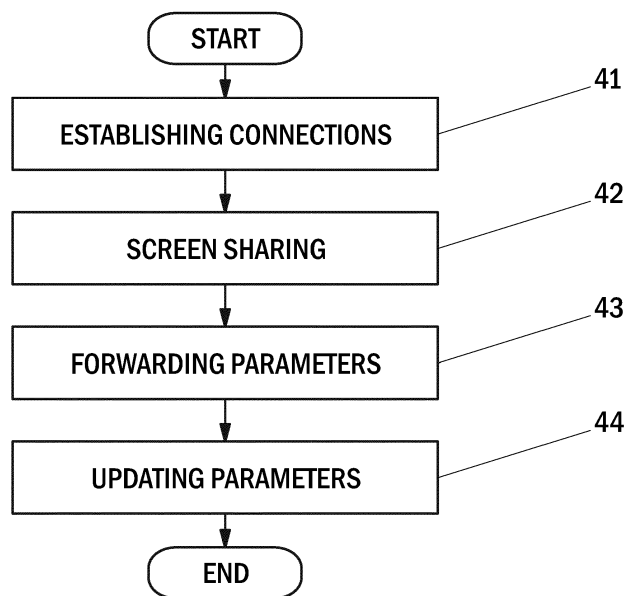 START
41
ESTABLISHING CONNECTIONS
42
SCREEN SHARING
43
FORWARDING PARAMETERS
44
UPDATING PARAMETERS
END